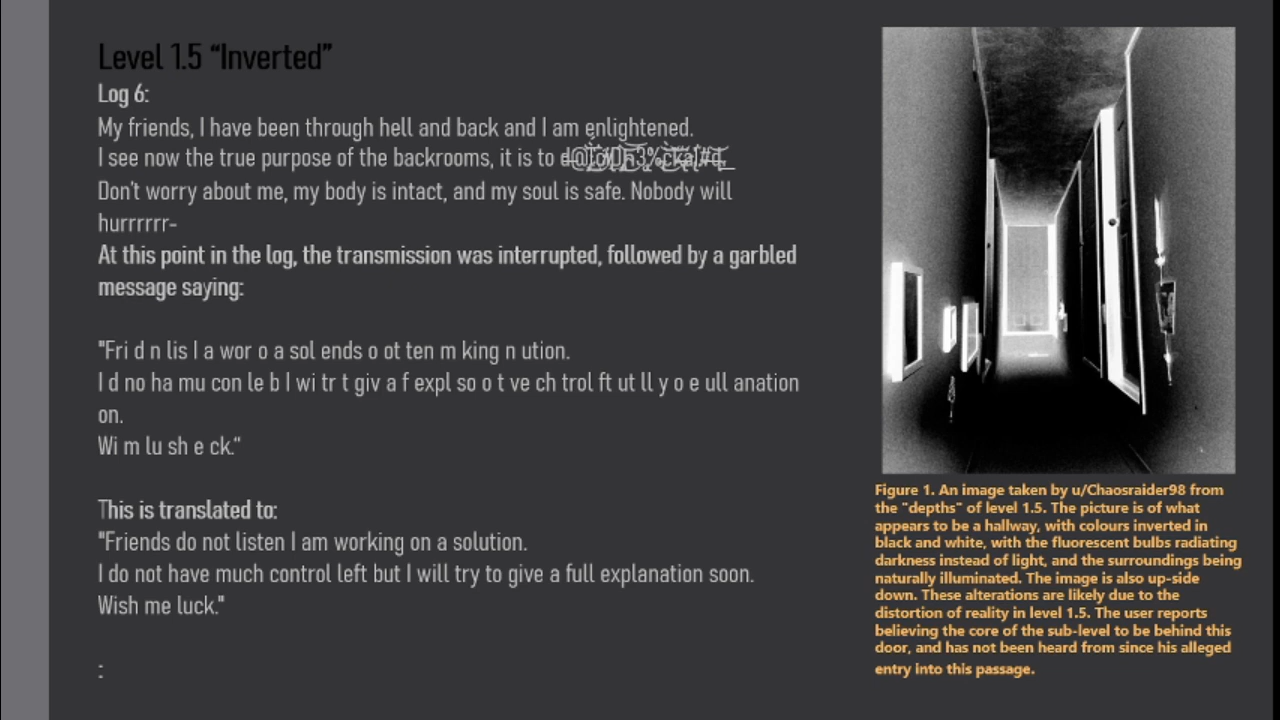 Level 1.5 “Inverted”
Log 6:
My friends, I have been through hell and back and I am enlightened.
I see now the true purpose of the backrooms, it is to
Don't worry about me, my body is intact, and my soul is safe. Nobody will
hurrrrrr-
At this point in the log, the transmission was interrupted, followed by a garbled
message saying:
"Fri d n lis I a wor o a sol ends o ot ten m king n ution.
I d no ha mu con le b I wi tr t giv a f expl so o t ve ch trol ft ut ll y o e ull anation
on.
Wi m lu sh e ck.“
This is translated to:
"Friends do not listen I am working on a solution.
I do not have much control left but I will try to give a full explanation soon.
Wish me luck."
:
Figure 1. An image taken by u/Chaosraider98 from
the "depths" of level 1.5. The picture is of what
appears to be a hallway, with colours inverted in
black and white, with the fluorescent bulbs radiating
darkness instead of light, and the surroundings being
naturally illuminated. The image is also up-side
down. These alterations are likely due to the
distortion of reality in level 1.5. The user reports
believing the core of the sub-level to be behind this
door, and has not been heard from since his alleged
entry into this passage.